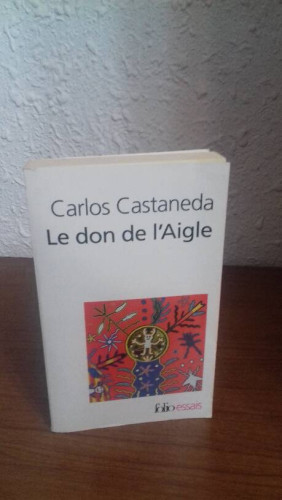 Carlos Castaneda
Le don de l'Aigle
folio essais